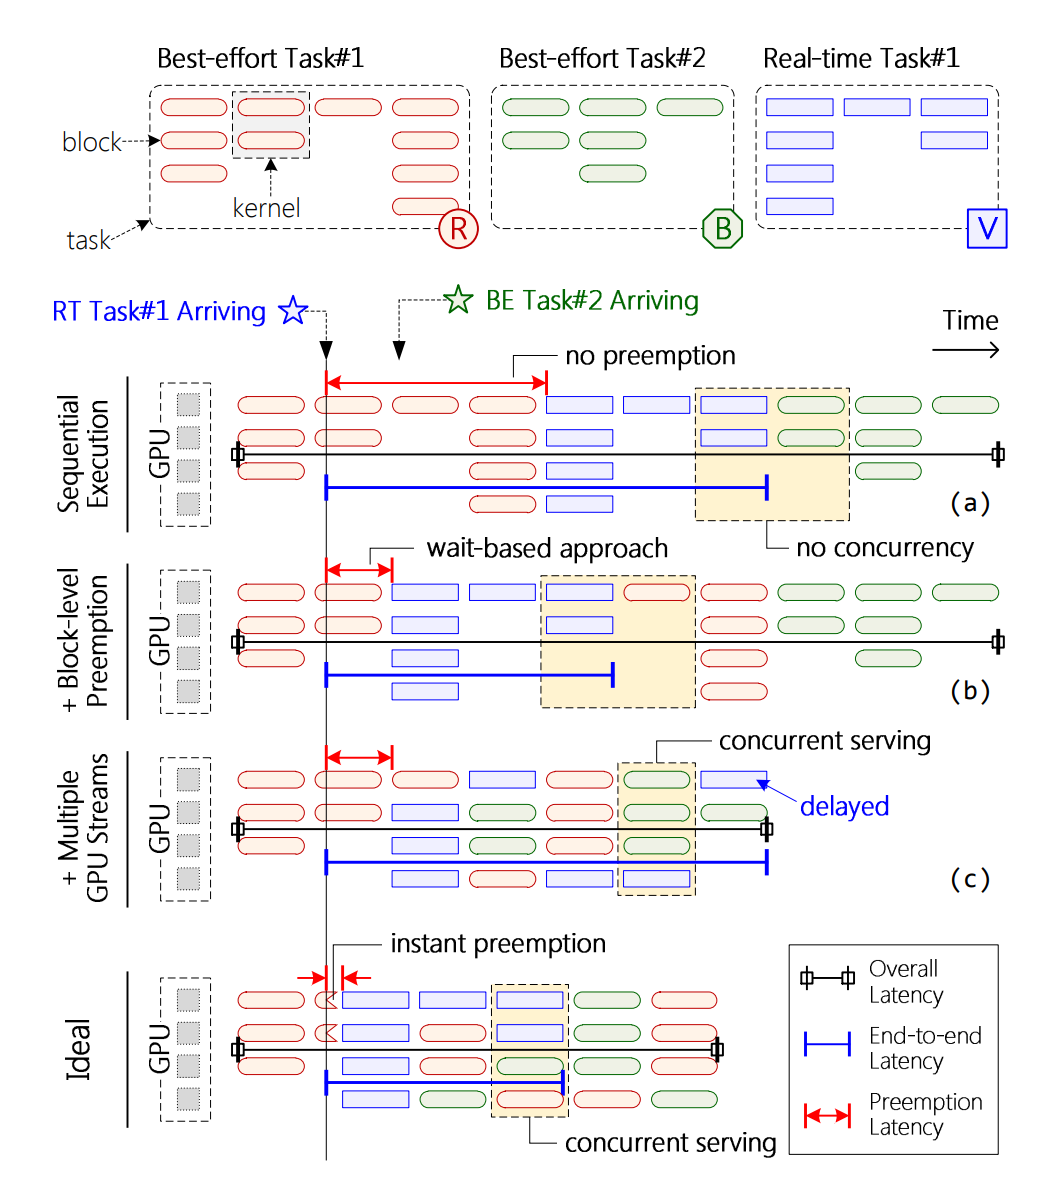 Best-effort Task#1
Best-effort Task#2
Real-time Task#1
block
kernel
task
R
B
V
RT Task#1 Arriving
BE Task#2 Arriving
Time
no preemption
Sequential
Execution
GPU
(a)
no concurrency
wait-based approach
+ Block-level
Preemption
GPU
(b)
concurrent serving
+ Multiple
GPU Streams
GPU
delayed
(c)
instant preemption
Ideal
GPU
concurrent serving
Overall
Latency
End-to-end
Latency
Preemption
Latency